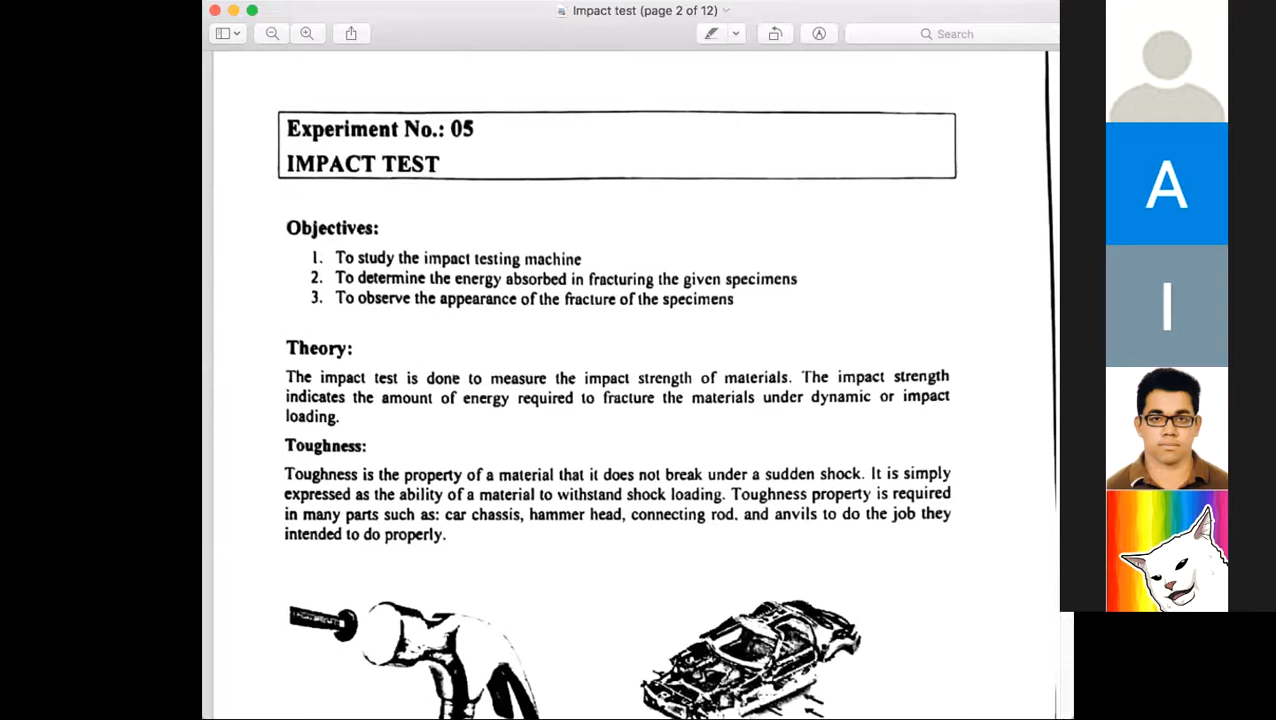 Impact test (page 2 of 12)
Search
Experiment No.: 05
IMPACT TEST
Objectives:
1. To study the impact testing machine
2. To determine the energy absorbed in fracturing the given specimens
3. To observe the appearance of the fracture of the specimens
Theory:
The impact test is done to measure the impact strength of materials. The impact strength
indicates the amount of energy required to fracture the materials under dynamic or impact
loading.
Toughness:
Toughness is the property of a material that it does not break under a sudden shock. It is simply
expressed as the ability of a material to withstand shock loading. Toughness property is required
in many parts such as: car chassis, hammer head, connecting rod, and anvils to do the job they
intended to do properly.
A
I